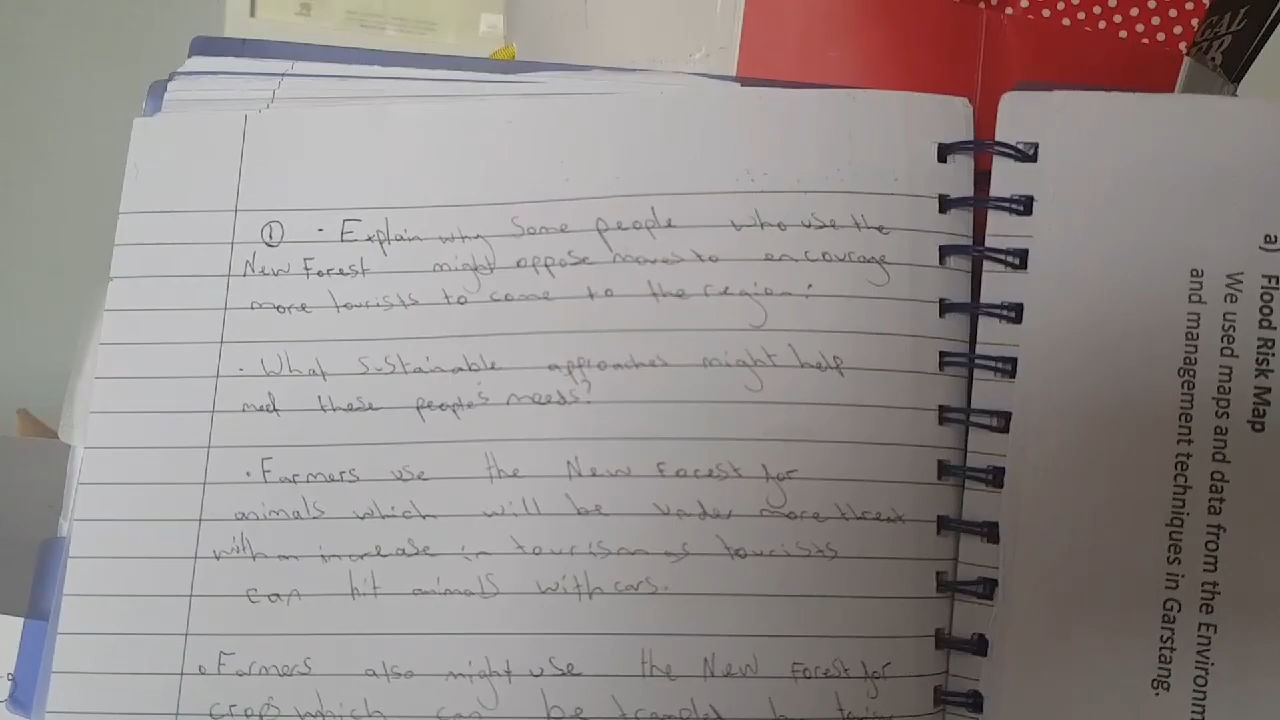 ① · Explain why some people who use the
New Forest might oppose moves to encourage
more tourists to come to the region:
· What sustainable approaches might help
meet these people's needs?
· Farmers use the New Forest for
animals which will be under more threat
with an increase in tourism as tourists
can hit animals with cars.
· Farmers also might use the New Forest for
crops which can be
a) Flood Risk Map
We used maps and data from the Environm
and management techniques in Garstang.